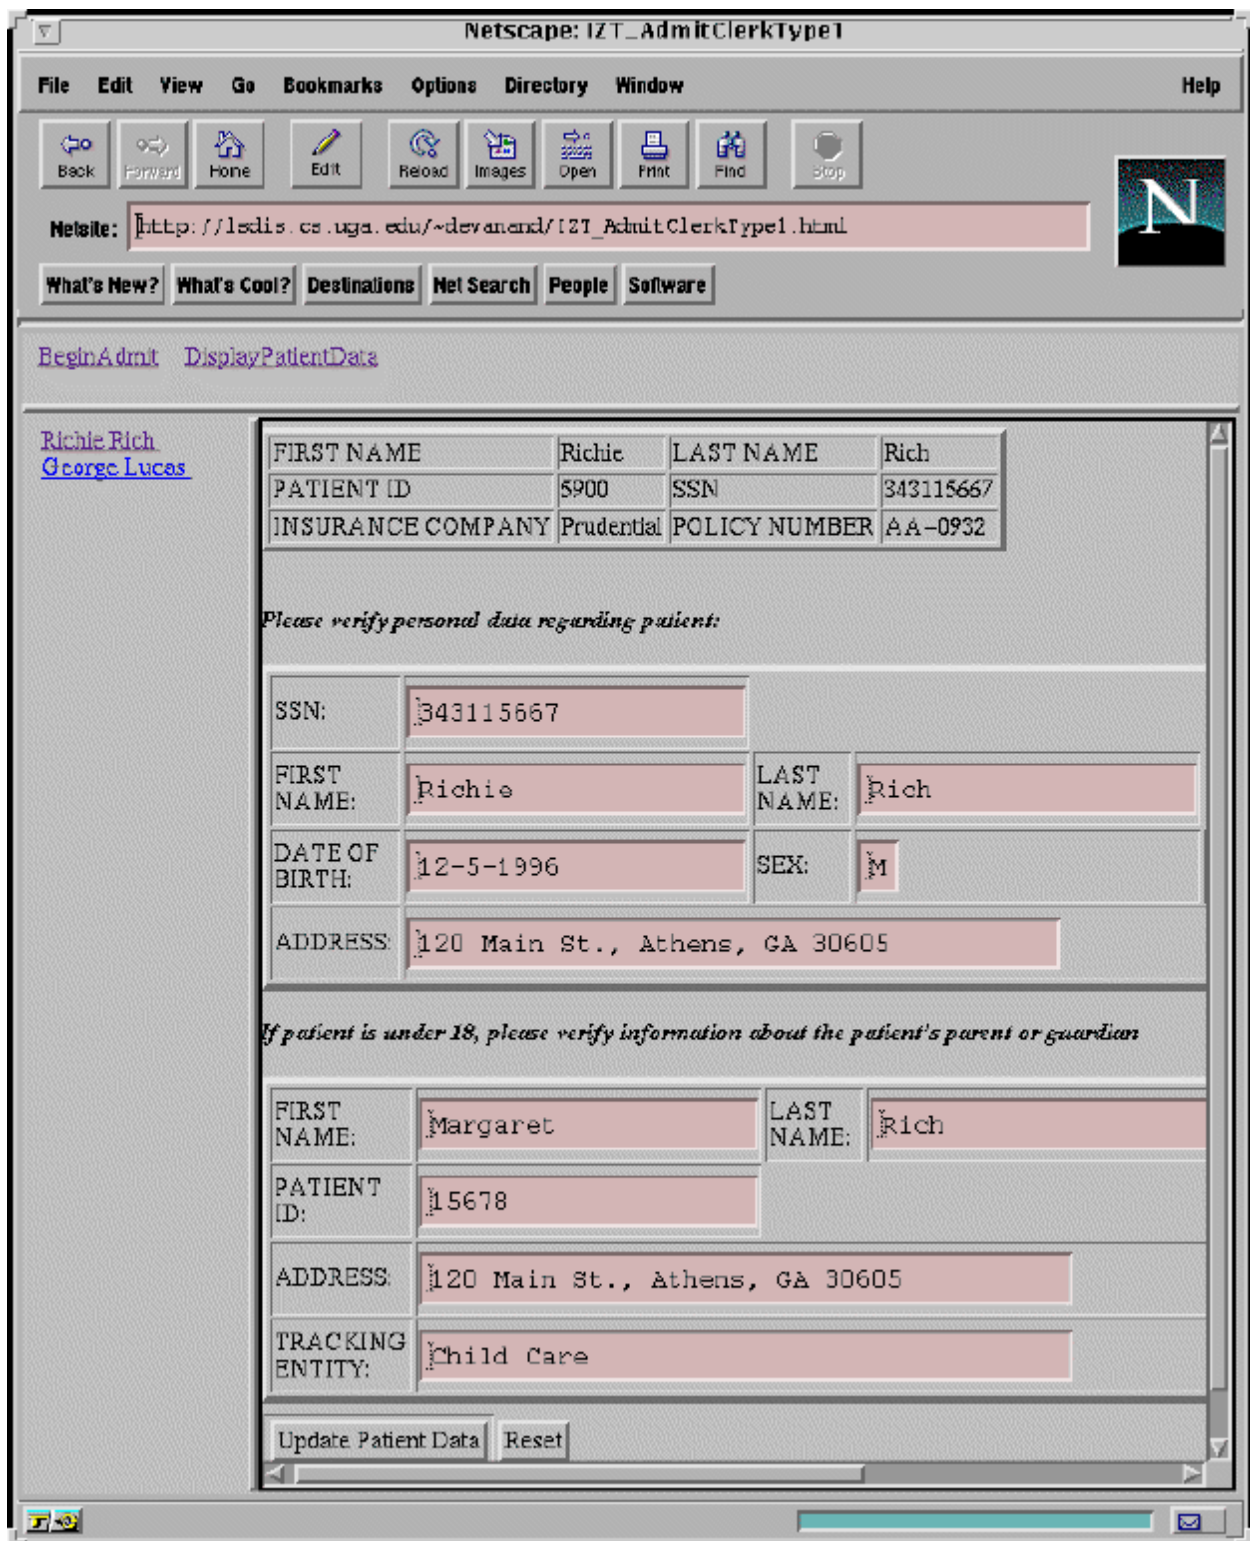 Netscape: IZT_AdmitClerkType1
File Edit View Go Bookmarks Options Directory Window Help
Back Forward Home Edit Reload Images Open Print Find Stop
N
Netsite: http://lsdis.cs.uga.edu/~devanand/IZT_AdmitClerkType1.html
What's New? What's Cool? Destinations Net Search People Software
BeginAdmit DisplayPatientData
Richie Rich
George Lucas
FIRST NAME Richie LAST NAME Rich
PATIENT ID 5900 SSN 343115667
INSURANCE COMPANY Prudential POLICY NUMBER AA-0932
Please verify personal data regarding patient:
SSN: 343115667
FIRST NAME: Richie LAST NAME: Rich
DATE OF BIRTH: 12-5-1996 SEX: M
ADDRESS: 120 Main St., Athens, GA 30605
If patient is under 18, please verify information about the patient's parent or guardian
FIRST NAME: Margaret LAST NAME: Rich
PATIENT ID: 15678
ADDRESS: 120 Main St., Athens, GA 30605
TRACKING ENTITY: Child Care
Update Patient Data Reset